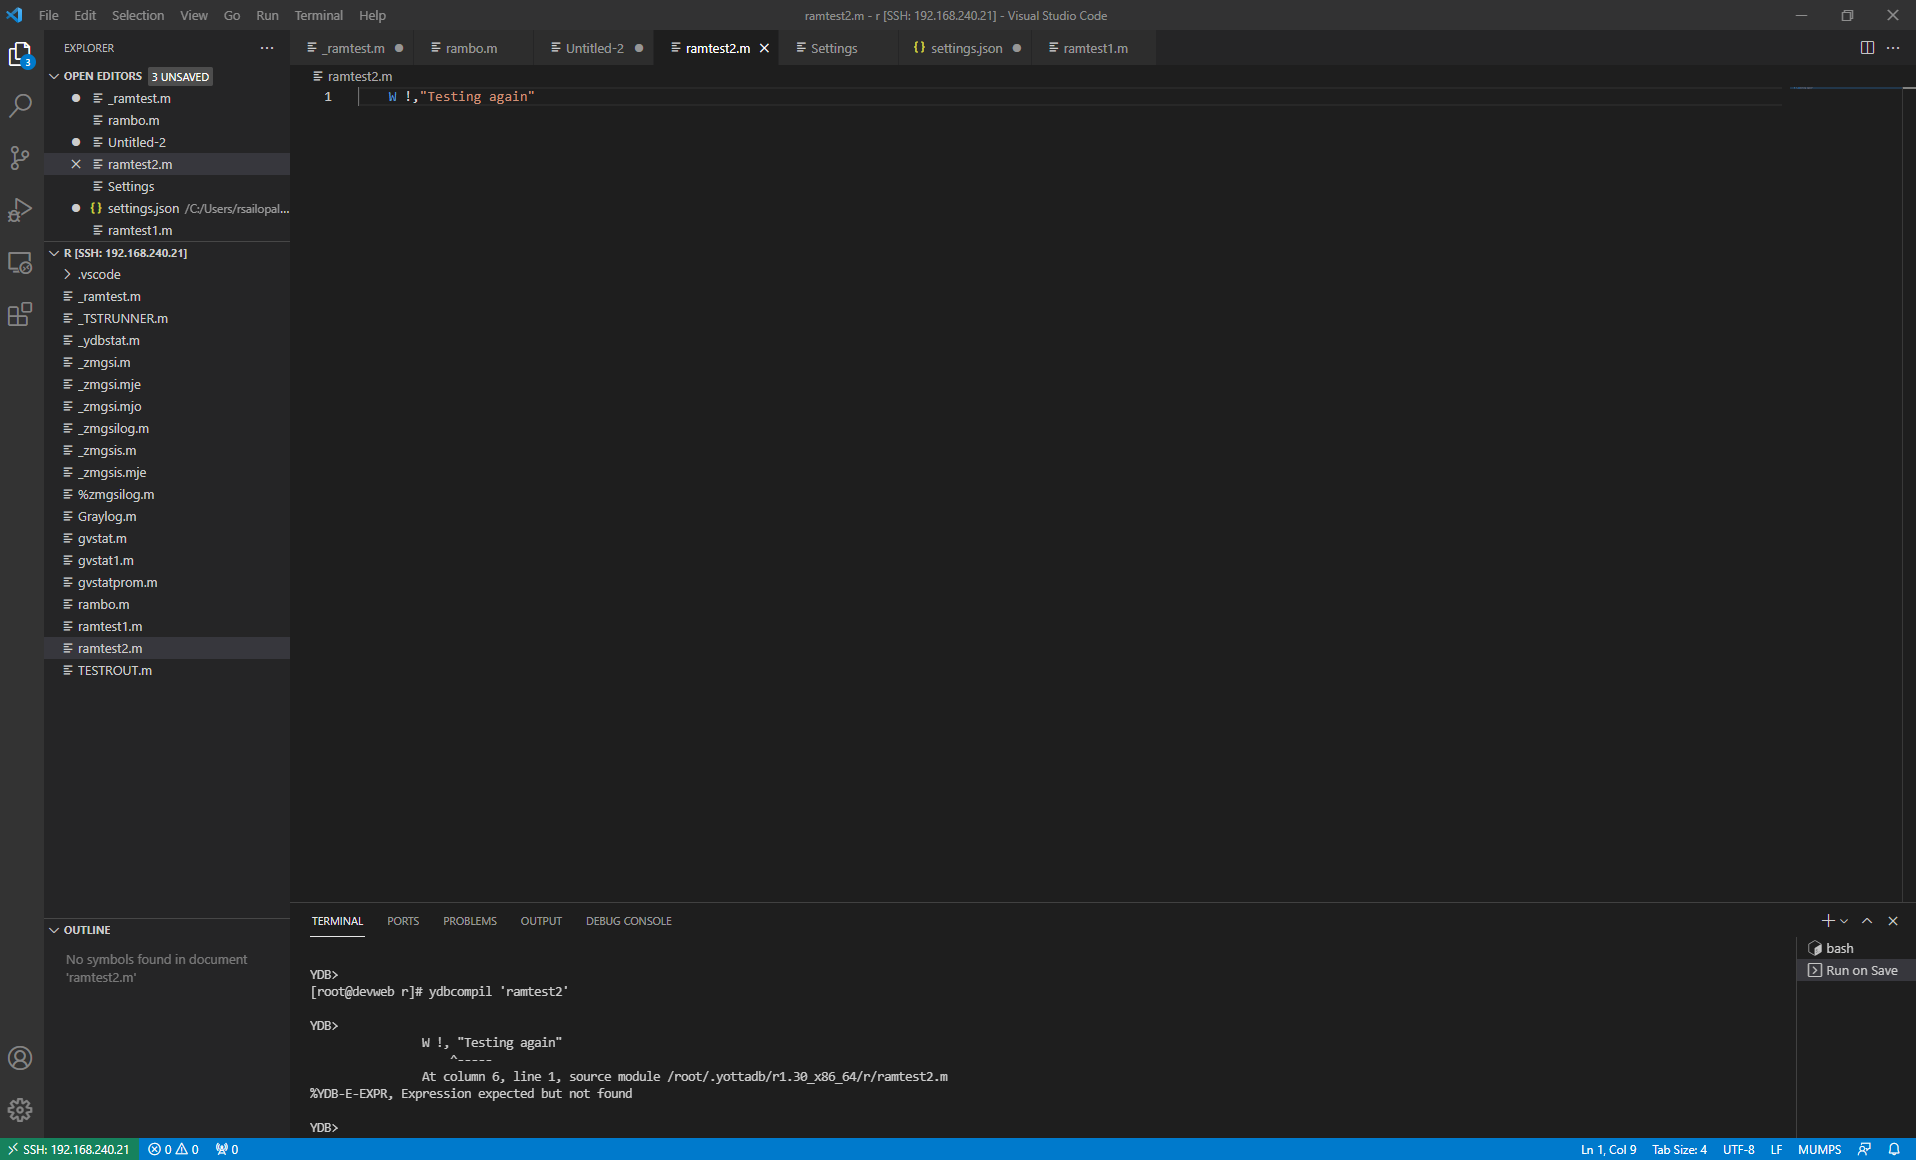 File Edit Selection View Go Run Terminal Help
ramtest2.m - r [SSH: 192.168.240.21] - Visual Studio Code
3
EXPLORER
OPEN EDITORS 3 UNSAVED
_ramtest.m
rambo.m
Untitled-2
ramtest2.m
Settings
settings.json /C:/Users/rsailopal...
ramtest1.m
R [SSH: 192.168.240.21]
.vscode
_ramtest.m
_TSTRUNNER.m
_ydbstat.m
_zmgsi.m
_zmgsi.mje
_zmgsi.mjo
_zmgsilog.m
_zmgsis.m
_zmgsis.mje
%zmgsilog.m
Graylog.m
gvstat.m
gvstat1.m
gvstatprom.m
rambo.m
ramtest1.m
ramtest2.m
TESTROUT.m
OUTLINE
No symbols found in document
'ramtest2.m'
_ramtest.m rambo.m Untitled-2 ramtest2.m Settings settings.json ramtest1.m
ramtest2.m
1 W !,"Testing again"
TERMINAL PORTS PROBLEMS OUTPUT DEBUG CONSOLE
YDB>
[root@devweb r]# ydbcompil 'ramtest2'
YDB>
W !, "Testing again"
^-----
At column 6, line 1, source module /root/.yottadb/r1.30_x86_64/r/ramtest2.m
%YDB-E-EXPR, Expression expected but not found
YDB>
bash
Run on Save
SSH: 192.168.240.21 0 0 0
Ln 1, Col 9 Tab Size: 4 UTF-8 LF MUMPS